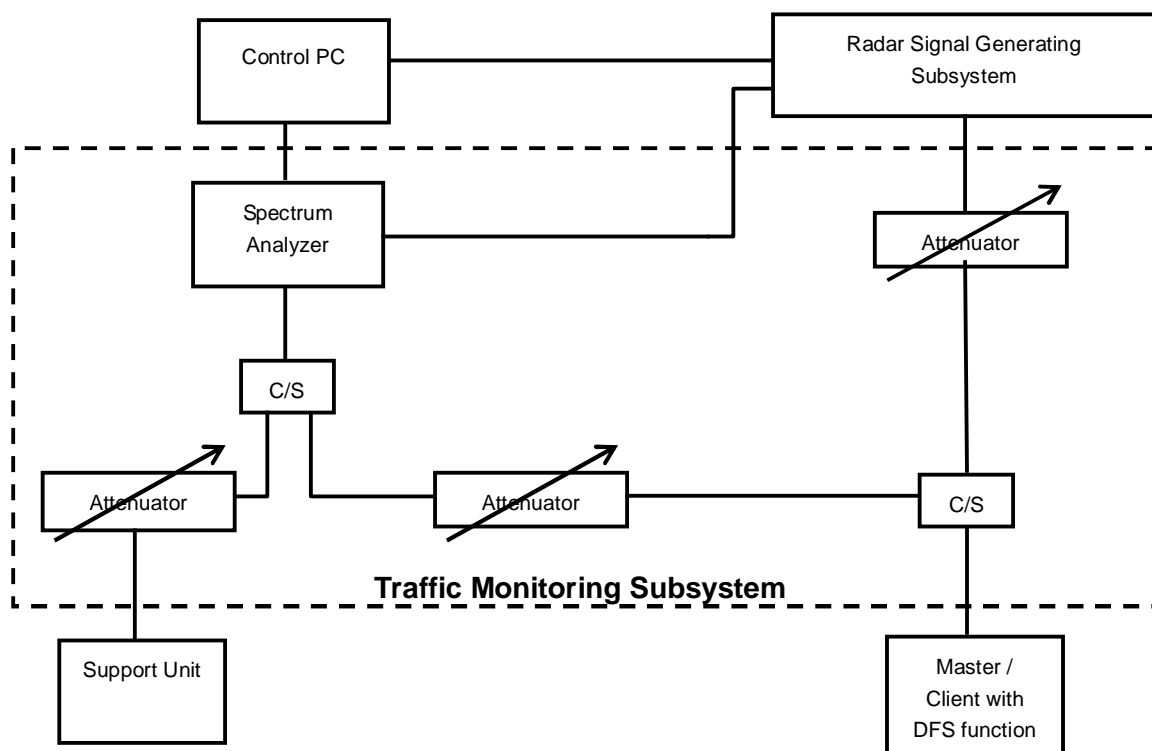 Control PC
Radar Signal Generating
Subsystem
Spectrum
Analyzer
Attenuator
C/S
Attenuator
Attenuator
C/S
Traffic Monitoring Subsystem
Support Unit
Master /
Client with
DFS function